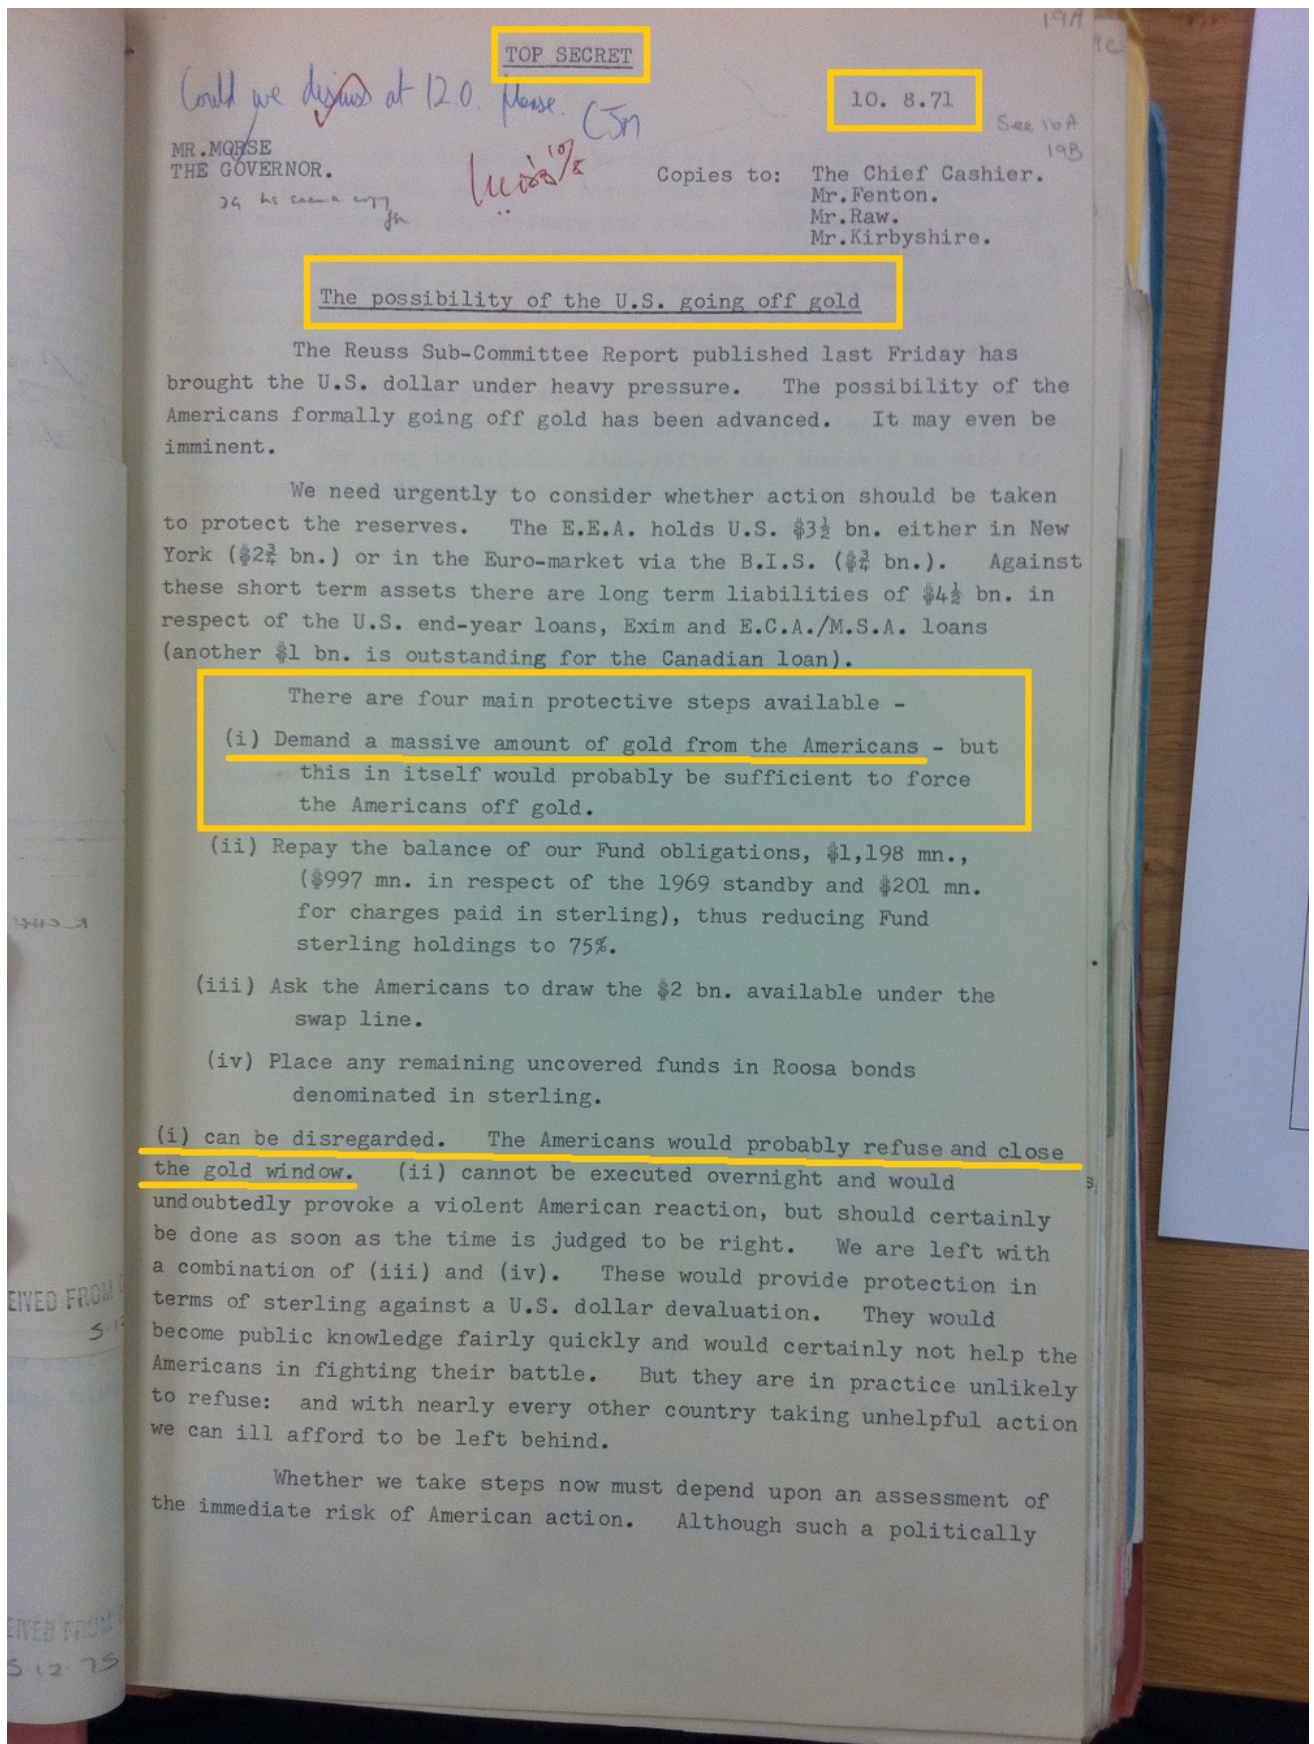 19A
TOP SECRET
Could we discuss at 12.0. please.
CJM
10. 8.71
See 16A
19B
MR.MORSE
THE GOVERNOR.
Copies to: The Chief Cashier.
Mr.Fenton.
Mr.Raw.
Mr.Kirbyshire.
The possibility of the U.S. going off gold
The Reuss Sub-Committee Report published last Friday has
brought the U.S. dollar under heavy pressure. The possibility of the
Americans formally going off gold has been advanced. It may even be
imminent.
We need urgently to consider whether action should be taken
to protect the reserves. The E.E.A. holds U.S. $3½ bn. either in New
York ($2¾ bn.) or in the Euro-market via the B.I.S. ($¾ bn.). Against
these short term assets there are long term liabilities of $4½ bn. in
respect of the U.S. end-year loans, Exim and E.C.A./M.S.A. loans
(another $1 bn. is outstanding for the Canadian loan).
There are four main protective steps available -
(i) Demand a massive amount of gold from the Americans - but
this in itself would probably be sufficient to force
the Americans off gold.
(ii) Repay the balance of our Fund obligations, $1,198 mn.,
($997 mn. in respect of the 1969 standby and $201 mn.
for charges paid in sterling), thus reducing Fund
sterling holdings to 75%.
(iii) Ask the Americans to draw the $2 bn. available under the
swap line.
(iv) Place any remaining uncovered funds in Roosa bonds
denominated in sterling.
(i) can be disregarded. The Americans would probably refuse and close
the gold window. (ii) cannot be executed overnight and would
undoubtedly provoke a violent American reaction, but should certainly
be done as soon as the time is judged to be right. We are left with
a combination of (iii) and (iv). These would provide protection in
terms of sterling against a U.S. dollar devaluation. They would
become public knowledge fairly quickly and would certainly not help the
Americans in fighting their battle. But they are in practice unlikely
to refuse: and with nearly every other country taking unhelpful action
we can ill afford to be left behind.
Whether we take steps now must depend upon an assessment of
the immediate risk of American action. Although such a politically